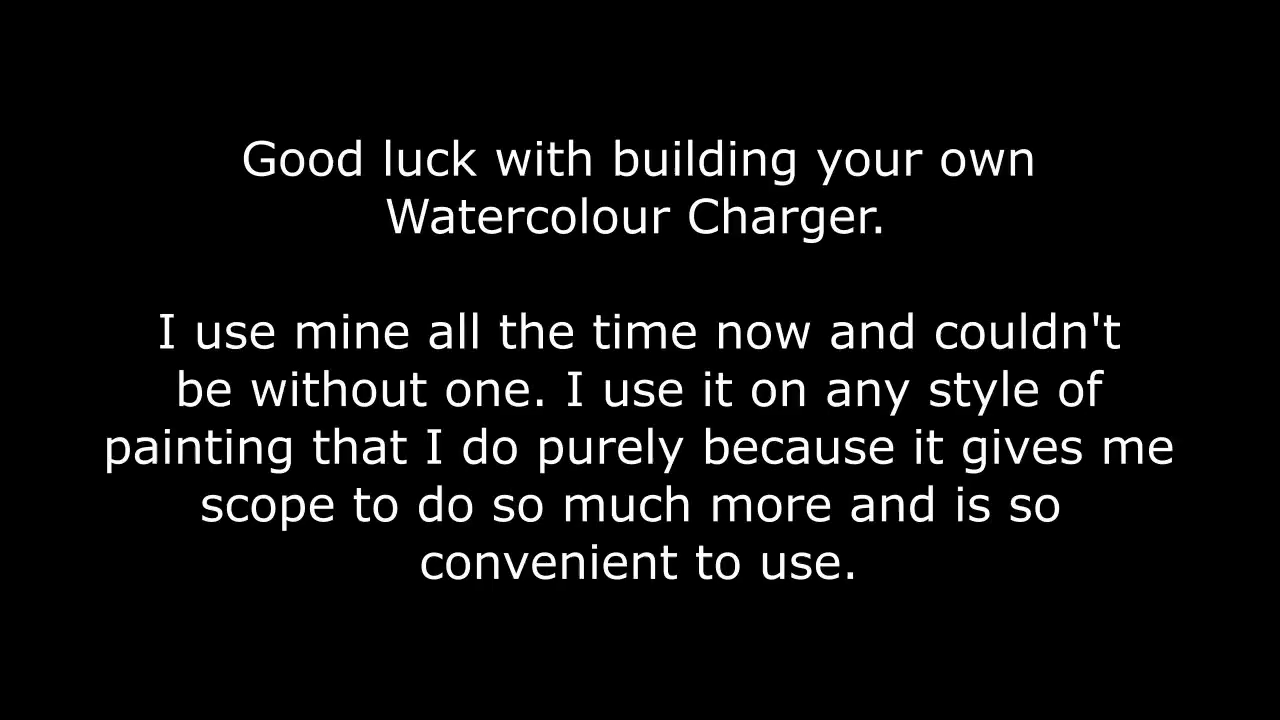 Good luck with building your own
Watercolour Charger.
I use mine all the time now and couldn't
be without one. I use it on any style of
painting that I do purely because it gives me
scope to do so much more and is so
convenient to use.